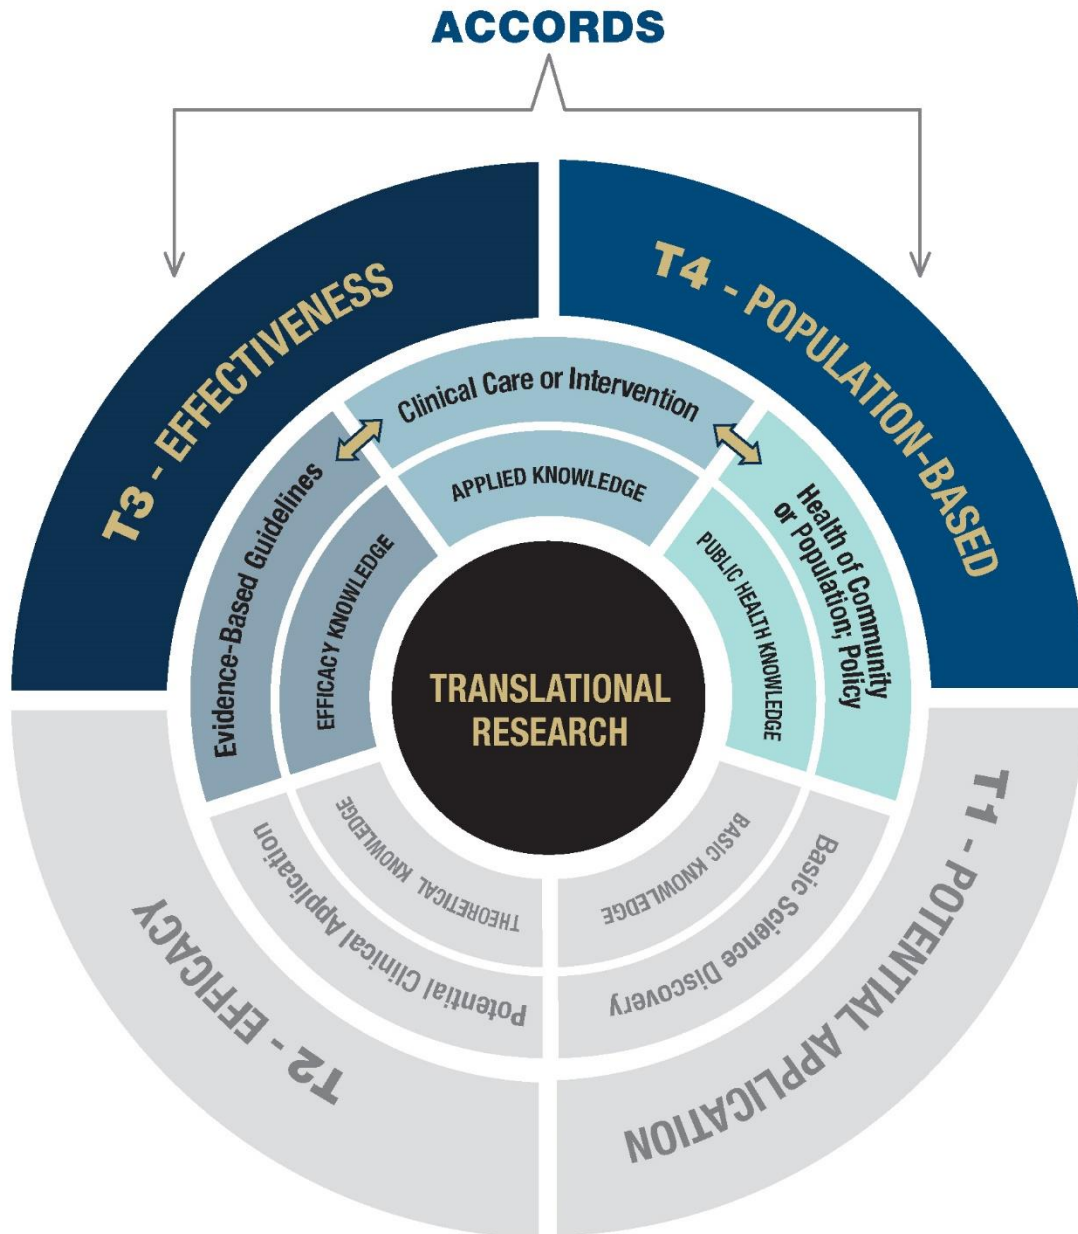 ACCORDS
T3 - EFFECTIVENESS
T4 - POPULATION-BASED
Clinical Care or Intervention
APPLIED KNOWLEDGE
Evidence-Based Guidelines
EFFICACY KNOWLEDGE
Health of Community
or Population; Policy
PUBLIC HEALTH KNOWLEDGE
TRANSLATIONAL
RESEARCH
THEORETICAL KNOWLEDGE
Potential Clinical Application
T2 - EFFICACY
BASIC KNOWLEDGE
Basic Science Discovery
T1 - POTENTIAL APPLICATION